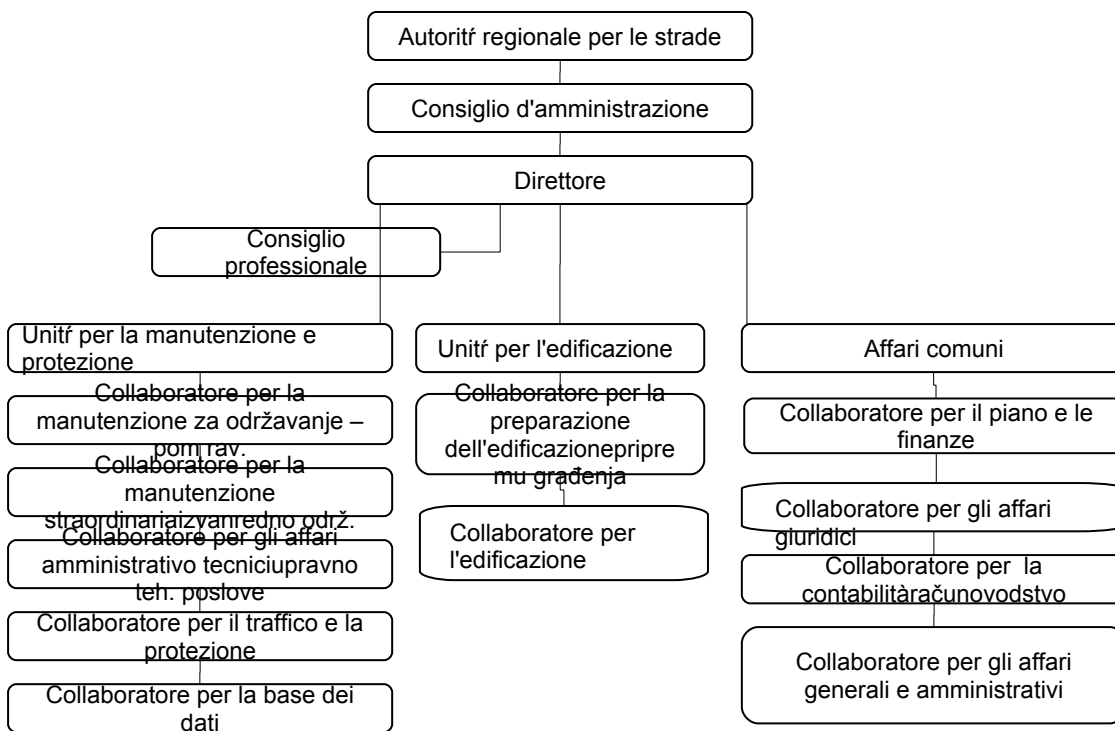 Autoritŕ regionale per le strade
Consiglio d'amministrazione
Direttore
Consiglio
professionale
Unitŕ per la manutenzione e
protezione
Collaboratore per la
manutenzione za održavanje –
pom rav.
Collaboratore per la
manutenzione
straordinariaizvanredno održ.
Collaboratore per gli affari
amministrativo tecniciupravno
teh. poslove
Collaboratore per il traffico e la
protezione
Collaboratore per la base dei
dati
Unitŕ per l'edificazione
Collaboratore per la
preparazione
dell'edificazionepripre
mu građenja
Collaboratore per
l'edificazione
Affari comuni
Collaboratore per il piano e le
finanze
Collaboratore per gli affari
giuridici
Collaboratore per  la
contabilitàračunovodstvo
Collaboratore per gli affari
generali e amministrativi